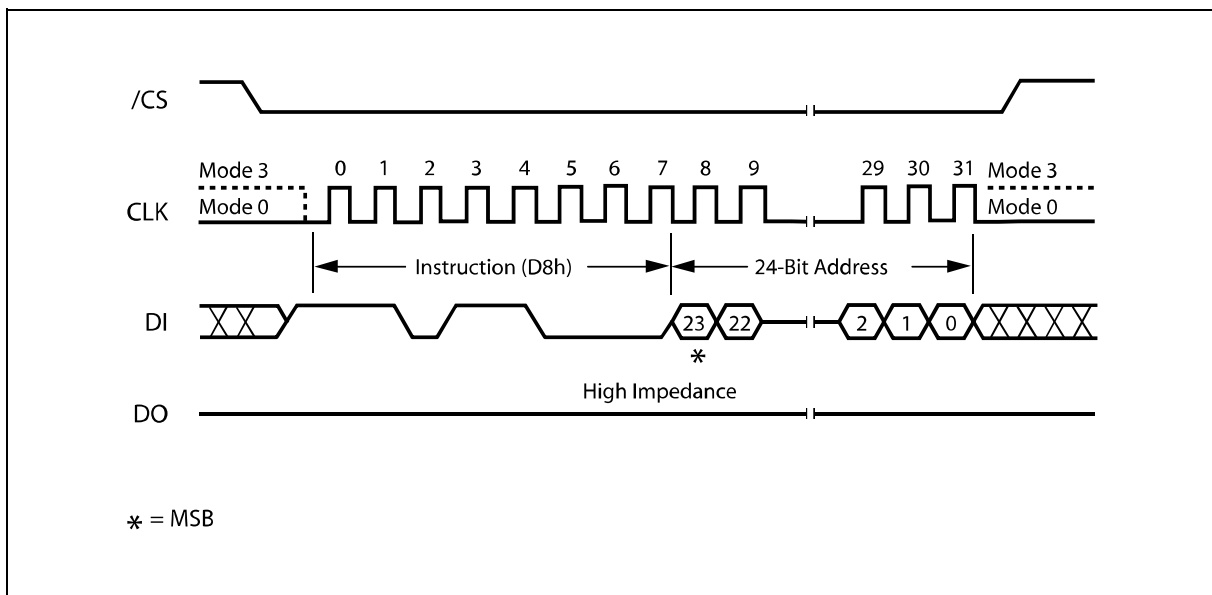 /CS
Mode 3 0 1 2 3 4 5 6 7 8 9 29 30 31 Mode 3
CLK Mode 0 Mode 0
Instruction (D8h) 24-Bit Address
DI 23 22 2 1 0
*
High Impedance
DO
* = MSB